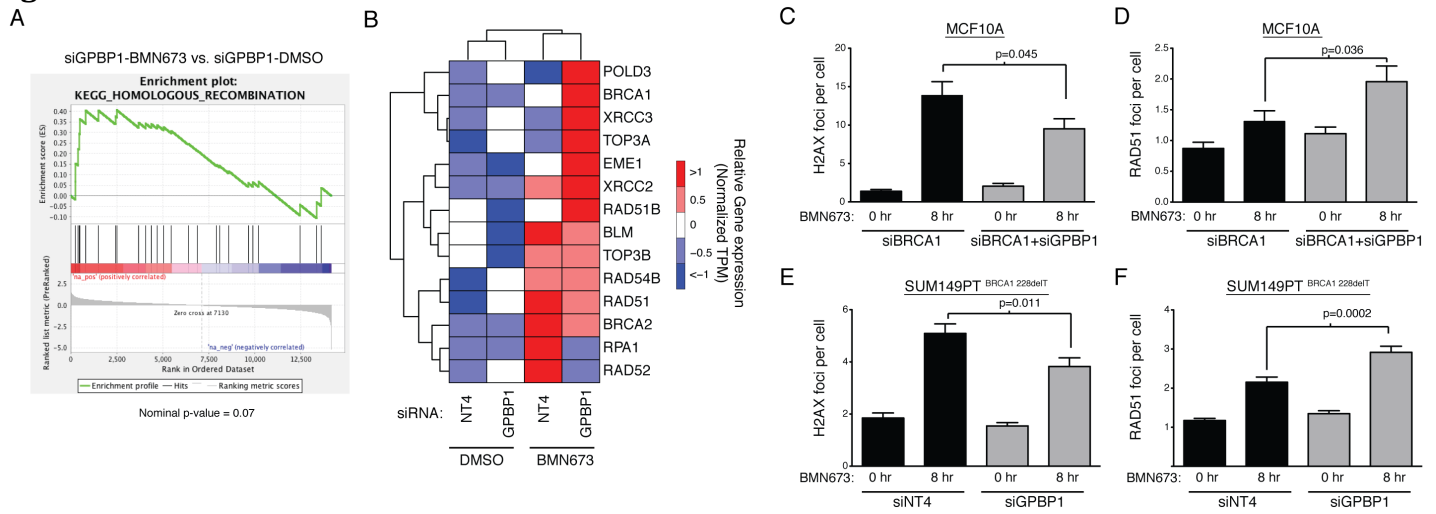 A
siGPBP1-BMN673 vs. siGPBP1-DMSO
Enrichment plot:
KEGG_HOMOLOGOUS_RECOMBINATION
Enrichment score (ES)
0.40
0.35
0.30
0.25
0.20
0.15
0.10
0.05
0.00
-0.05
-0.10
'na_pos' (positively correlated)
Ranked list metric (PreRanked)
2.5
0.0
-2.5
-5.0
Zero cross at 7130
'na_neg' (negatively correlated)
0 2,500 5,000 7,500 10,000 12,500
Rank in Ordered Dataset
Enrichment profile Hits Ranking metric scores
Nominal p-value = 0.07
B
POLD3
BRCA1
XRCC3
TOP3A
EME1
XRCC2
RAD51B
BLM
TOP3B
RAD54B
RAD51
BRCA2
RPA1
RAD52
siRNA: NT4 GPBP1 NT4 GPBP1
DMSO BMN673
>1
0.5
0
−0.5
<-1
Relative Gene expression
(Normalized TPM)
C
MCF10A
p=0.045
H2AX foci per cell
20
15
10
5
0
BMN673: 0 hr 8 hr 0 hr 8 hr
siBRCA1 siBRCA1+siGPBP1
D
MCF10A
p=0.036
RAD51 foci per cell
2.5
2.0
1.5
1.0
0.5
0.0
BMN673: 0 hr 8 hr 0 hr 8 hr
siBRCA1 siBRCA1+siGPBP1
E
SUM149PT BRCA1 228delT
p=0.011
H2AX foci per cell
6
4
2
0
BMN673: 0 hr 8 hr 0 hr 8 hr
siNT4 siGPBP1
F
SUM149PT BRCA1 228delT
p=0.0002
RAD51 foci per cell
4
3
2
1
0
BMN673: 0 hr 8 hr 0 hr 8 hr
siNT4 siGPBP1